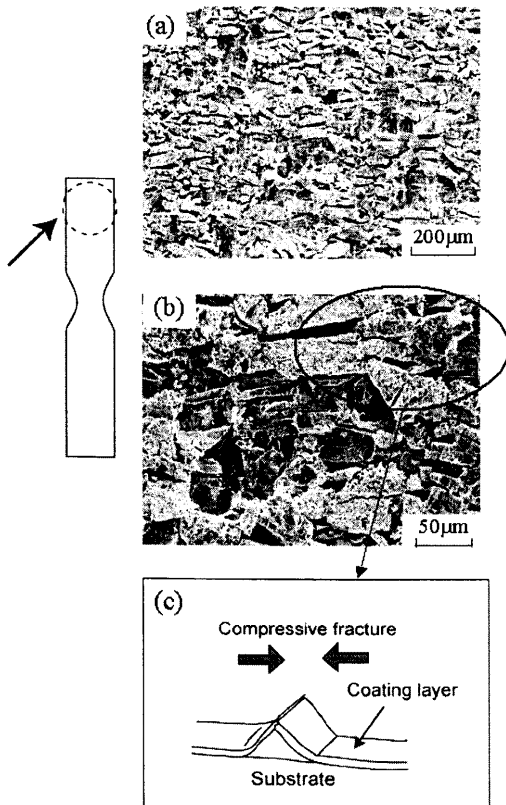 (a)
200μm
(b)
50μm
(c)
Compressive fracture
Coating layer
Substrate